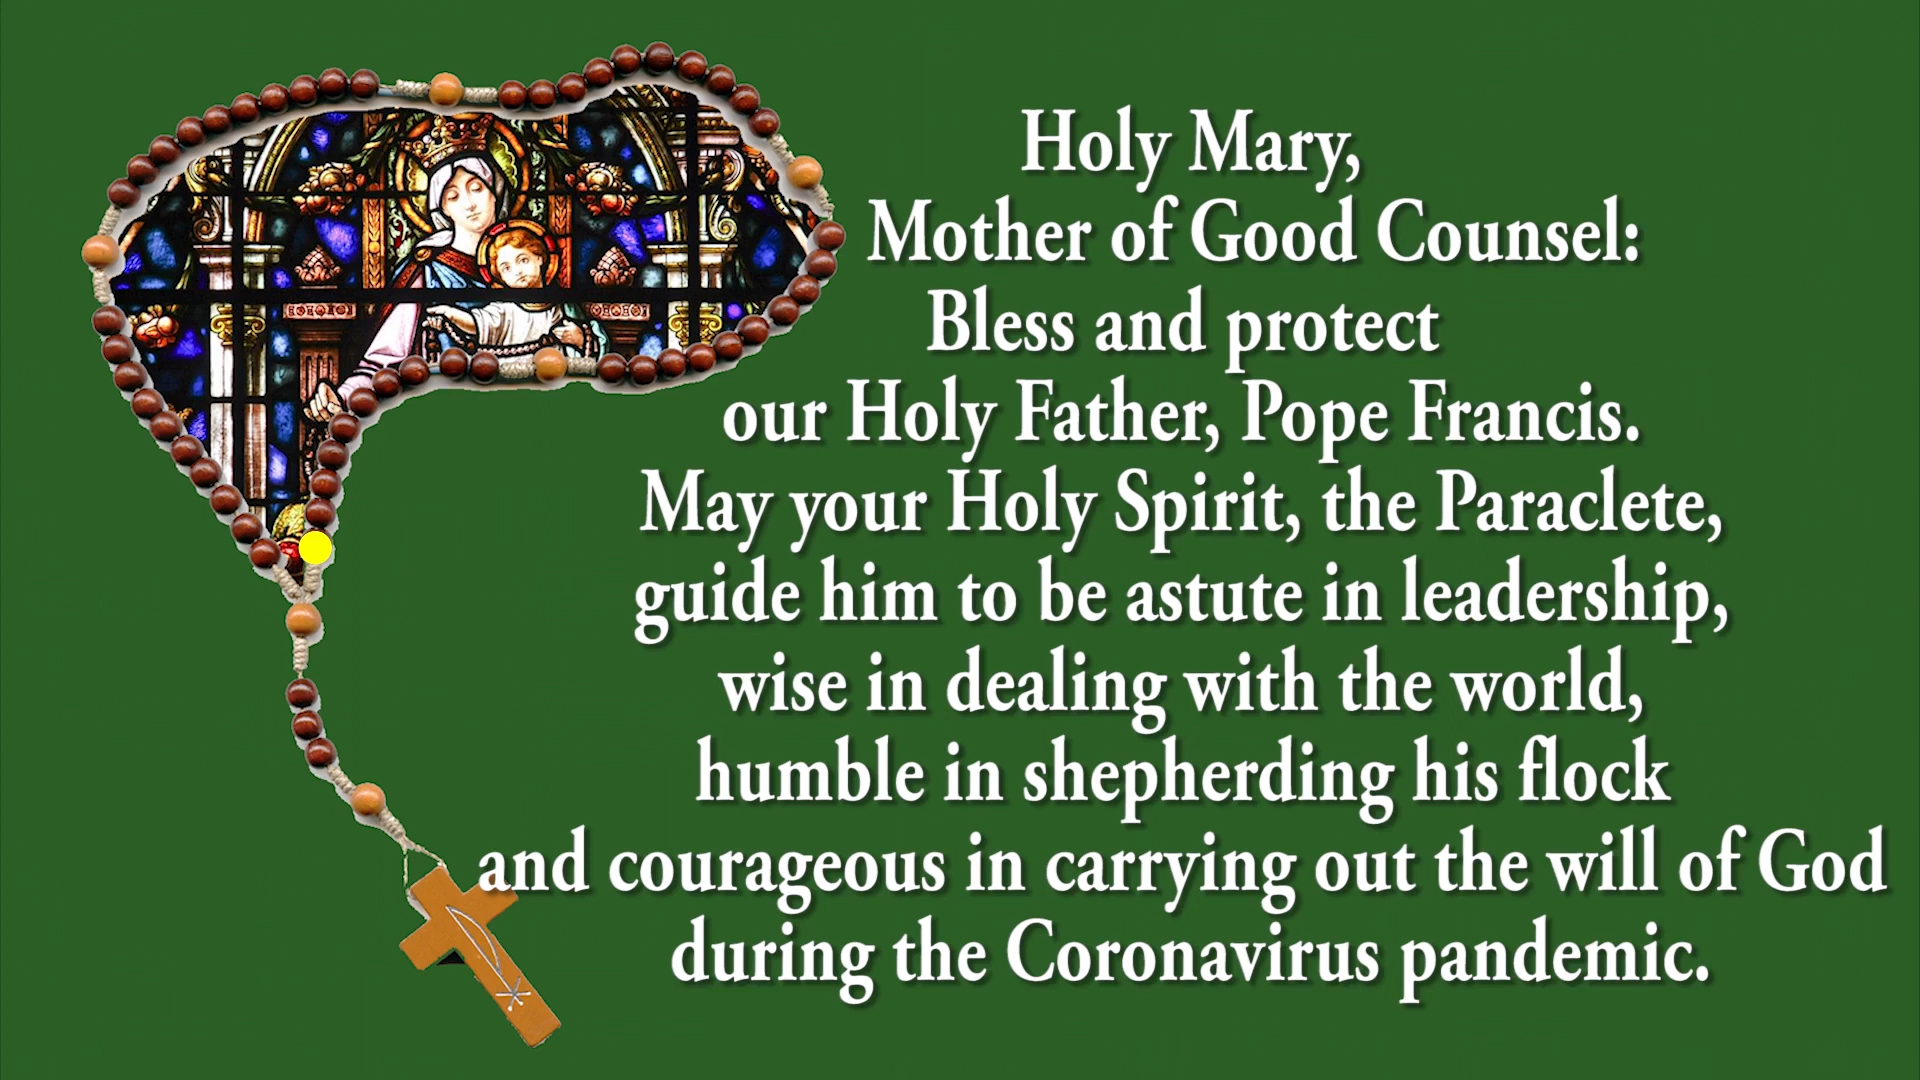 Holy Mary,
Mother of Good Counsel:
Bless and protect
our Holy Father, Pope Francis.
May your Holy Spirit, the Paraclete,
guide him to be astute in leadership,
wise in dealing with the world,
humble in shepherding his flock
and courageous in carrying out the will of God
during the Coronavirus pandemic.